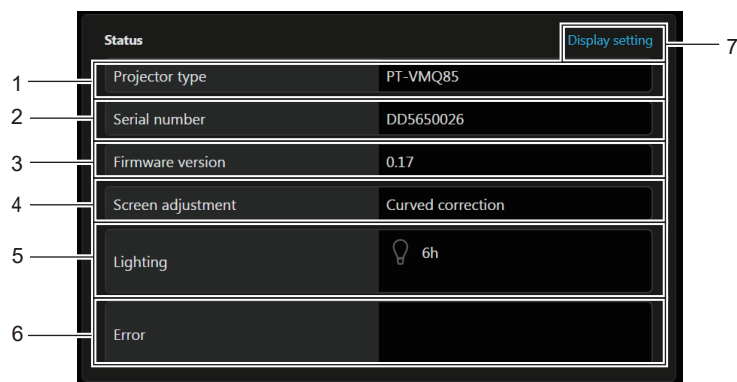 Status
Display setting
7
1
Projector type
PT-VMQ85
2
Serial number
DD5650026
3
Firmware version
0.17
4
Screen adjustment
Curved correction
5
Lighting
6h
6
Error